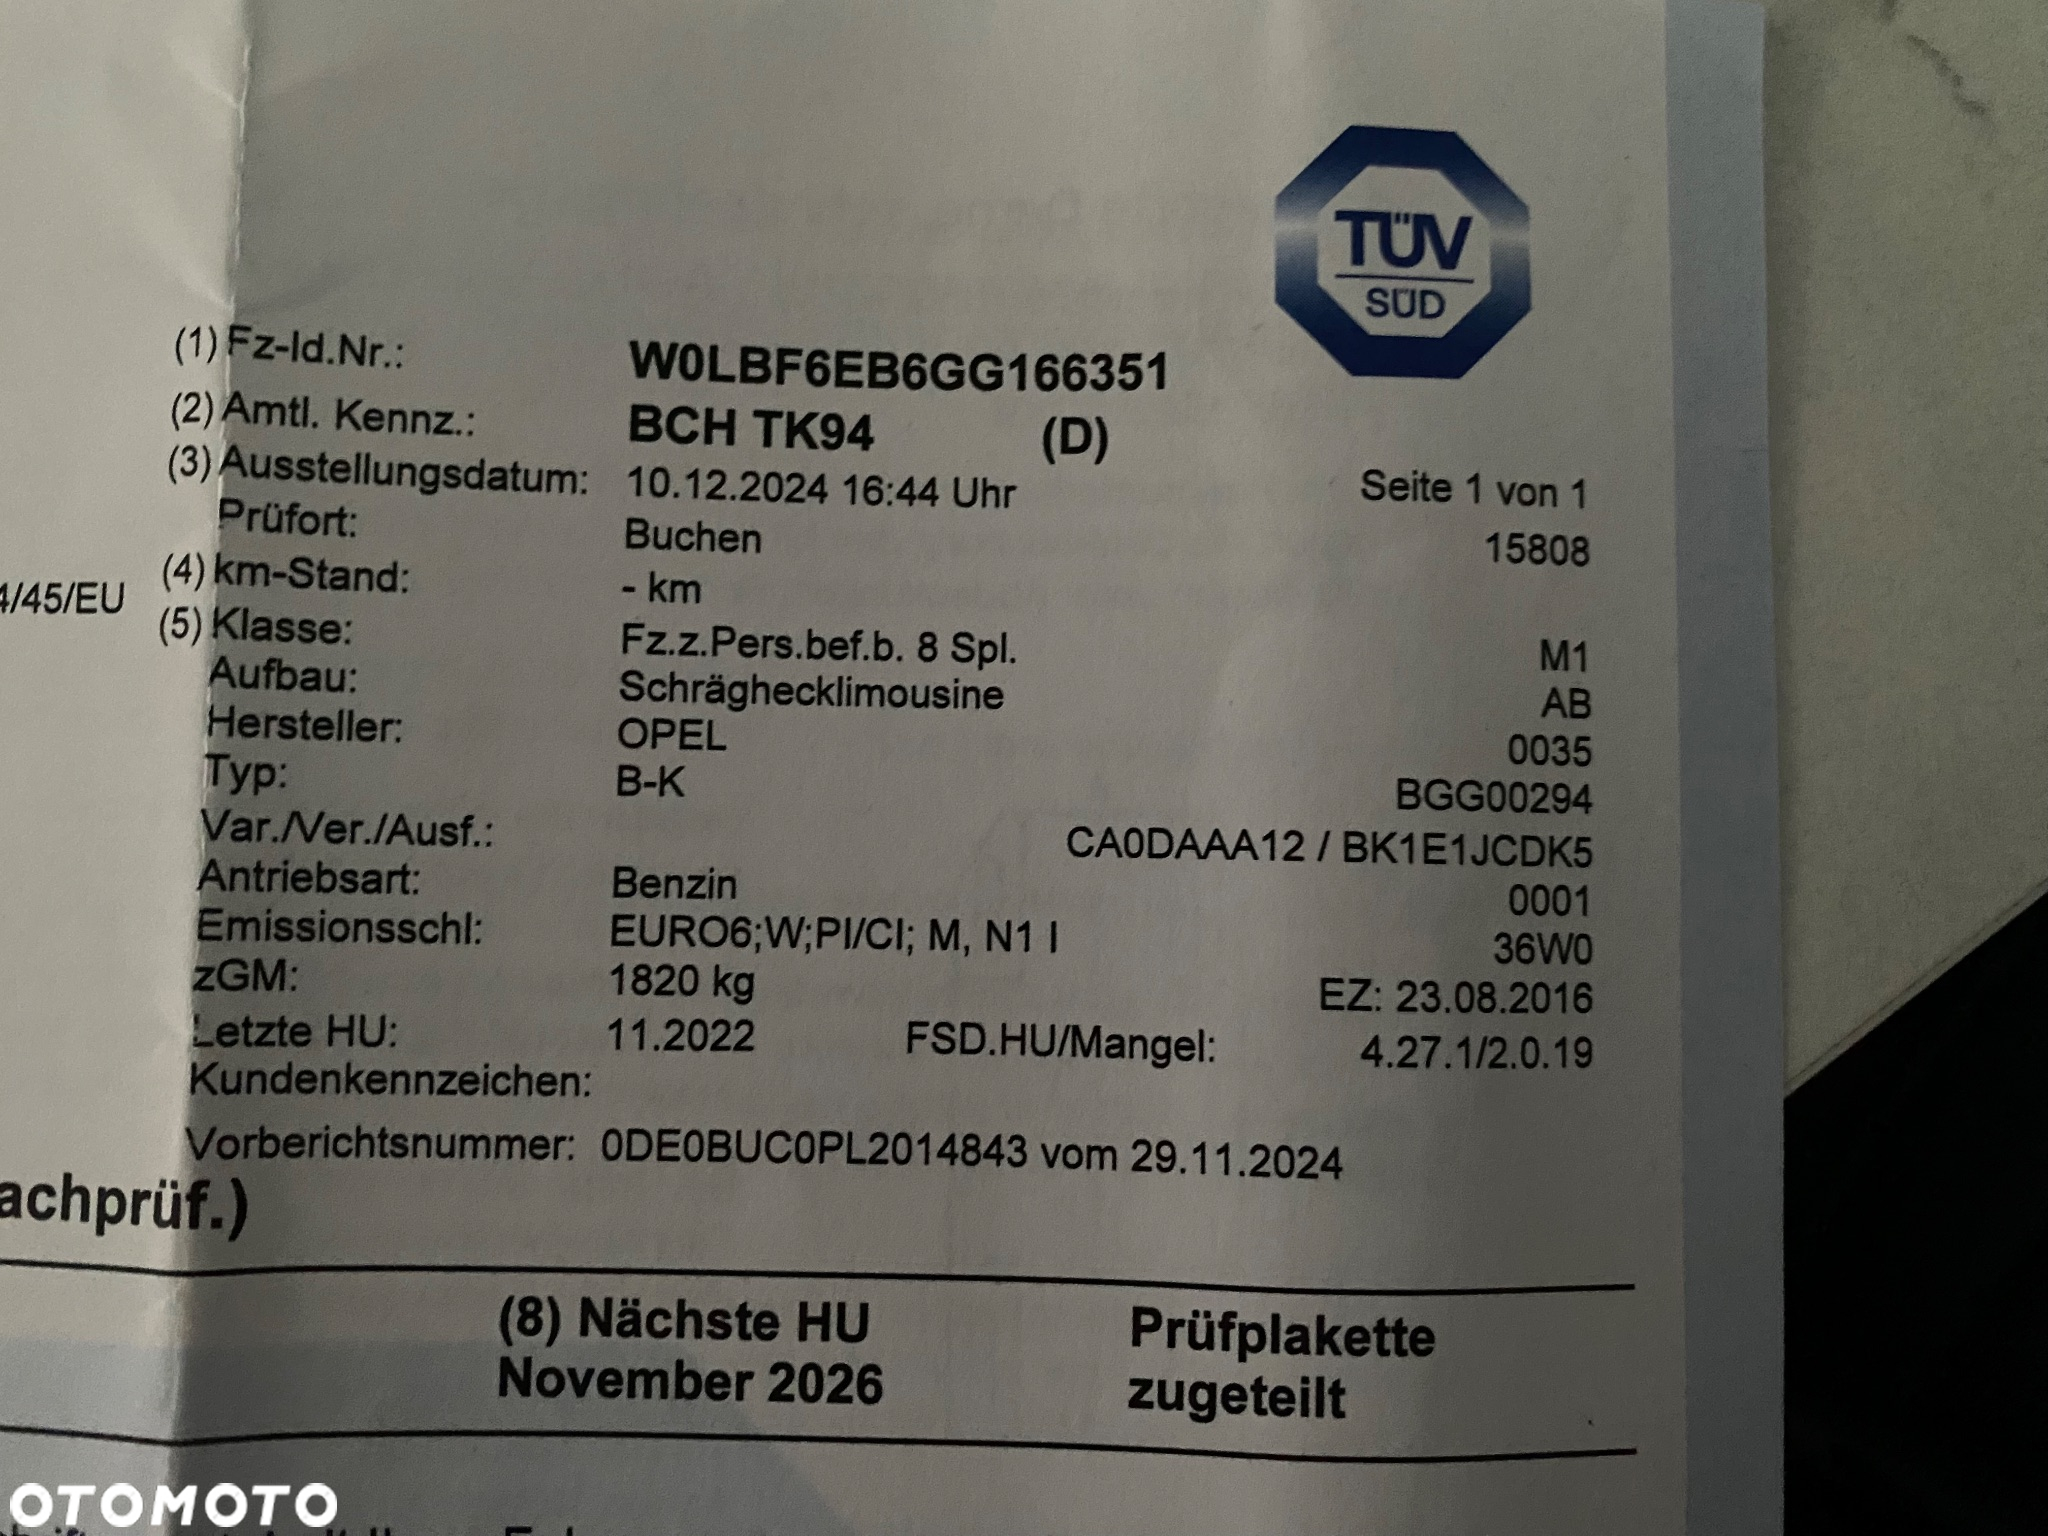 TÜV
SÜD
(1) Fz-Id.Nr.: W0LBF6EB6GG166351
(2) Amtl. Kennz.: BCH TK94 (D)
(3) Ausstellungsdatum: 10.12.2024 16:44 Uhr Seite 1 von 1
Prüfort: Buchen 15808
(4) km-Stand: - km
4/45/EU
(5) Klasse: Fz.z.Pers.bef.b. 8 Spl. M1
Aufbau: Schräghecklimousine AB
Hersteller: OPEL 0035
Typ: B-K BGG00294
Var./Ver./Ausf.: CA0DAAA12 / BK1E1JCDK5
Antriebsart: Benzin 0001
Emissionsschl: EURO6;W;PI/CI; M, N1 I 36W0
zGM: 1820 kg EZ: 23.08.2016
Letzte HU: 11.2022 FSD.HU/Mangel: 4.27.1/2.0.19
Kundenkennzeichen:
Vorberichtsnummer: 0DE0BUC0PL2014843 vom 29.11.2024
achprüf.)
(8) Nächste HU Prüfplakette
November 2026 zugeteilt
OTOMOTO